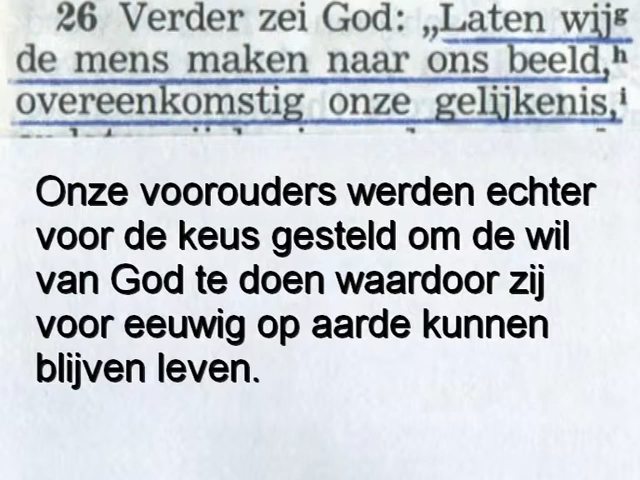 26 Verder zei God: „Laten wijᵍ
de mens maken naar ons beeld,ʰ
overeenkomstig onze gelijkenis,ⁱ
Onze voorouders werden echter
voor de keus gesteld om de wil
van God te doen waardoor zij
voor eeuwig op aarde kunnen
blijven leven.